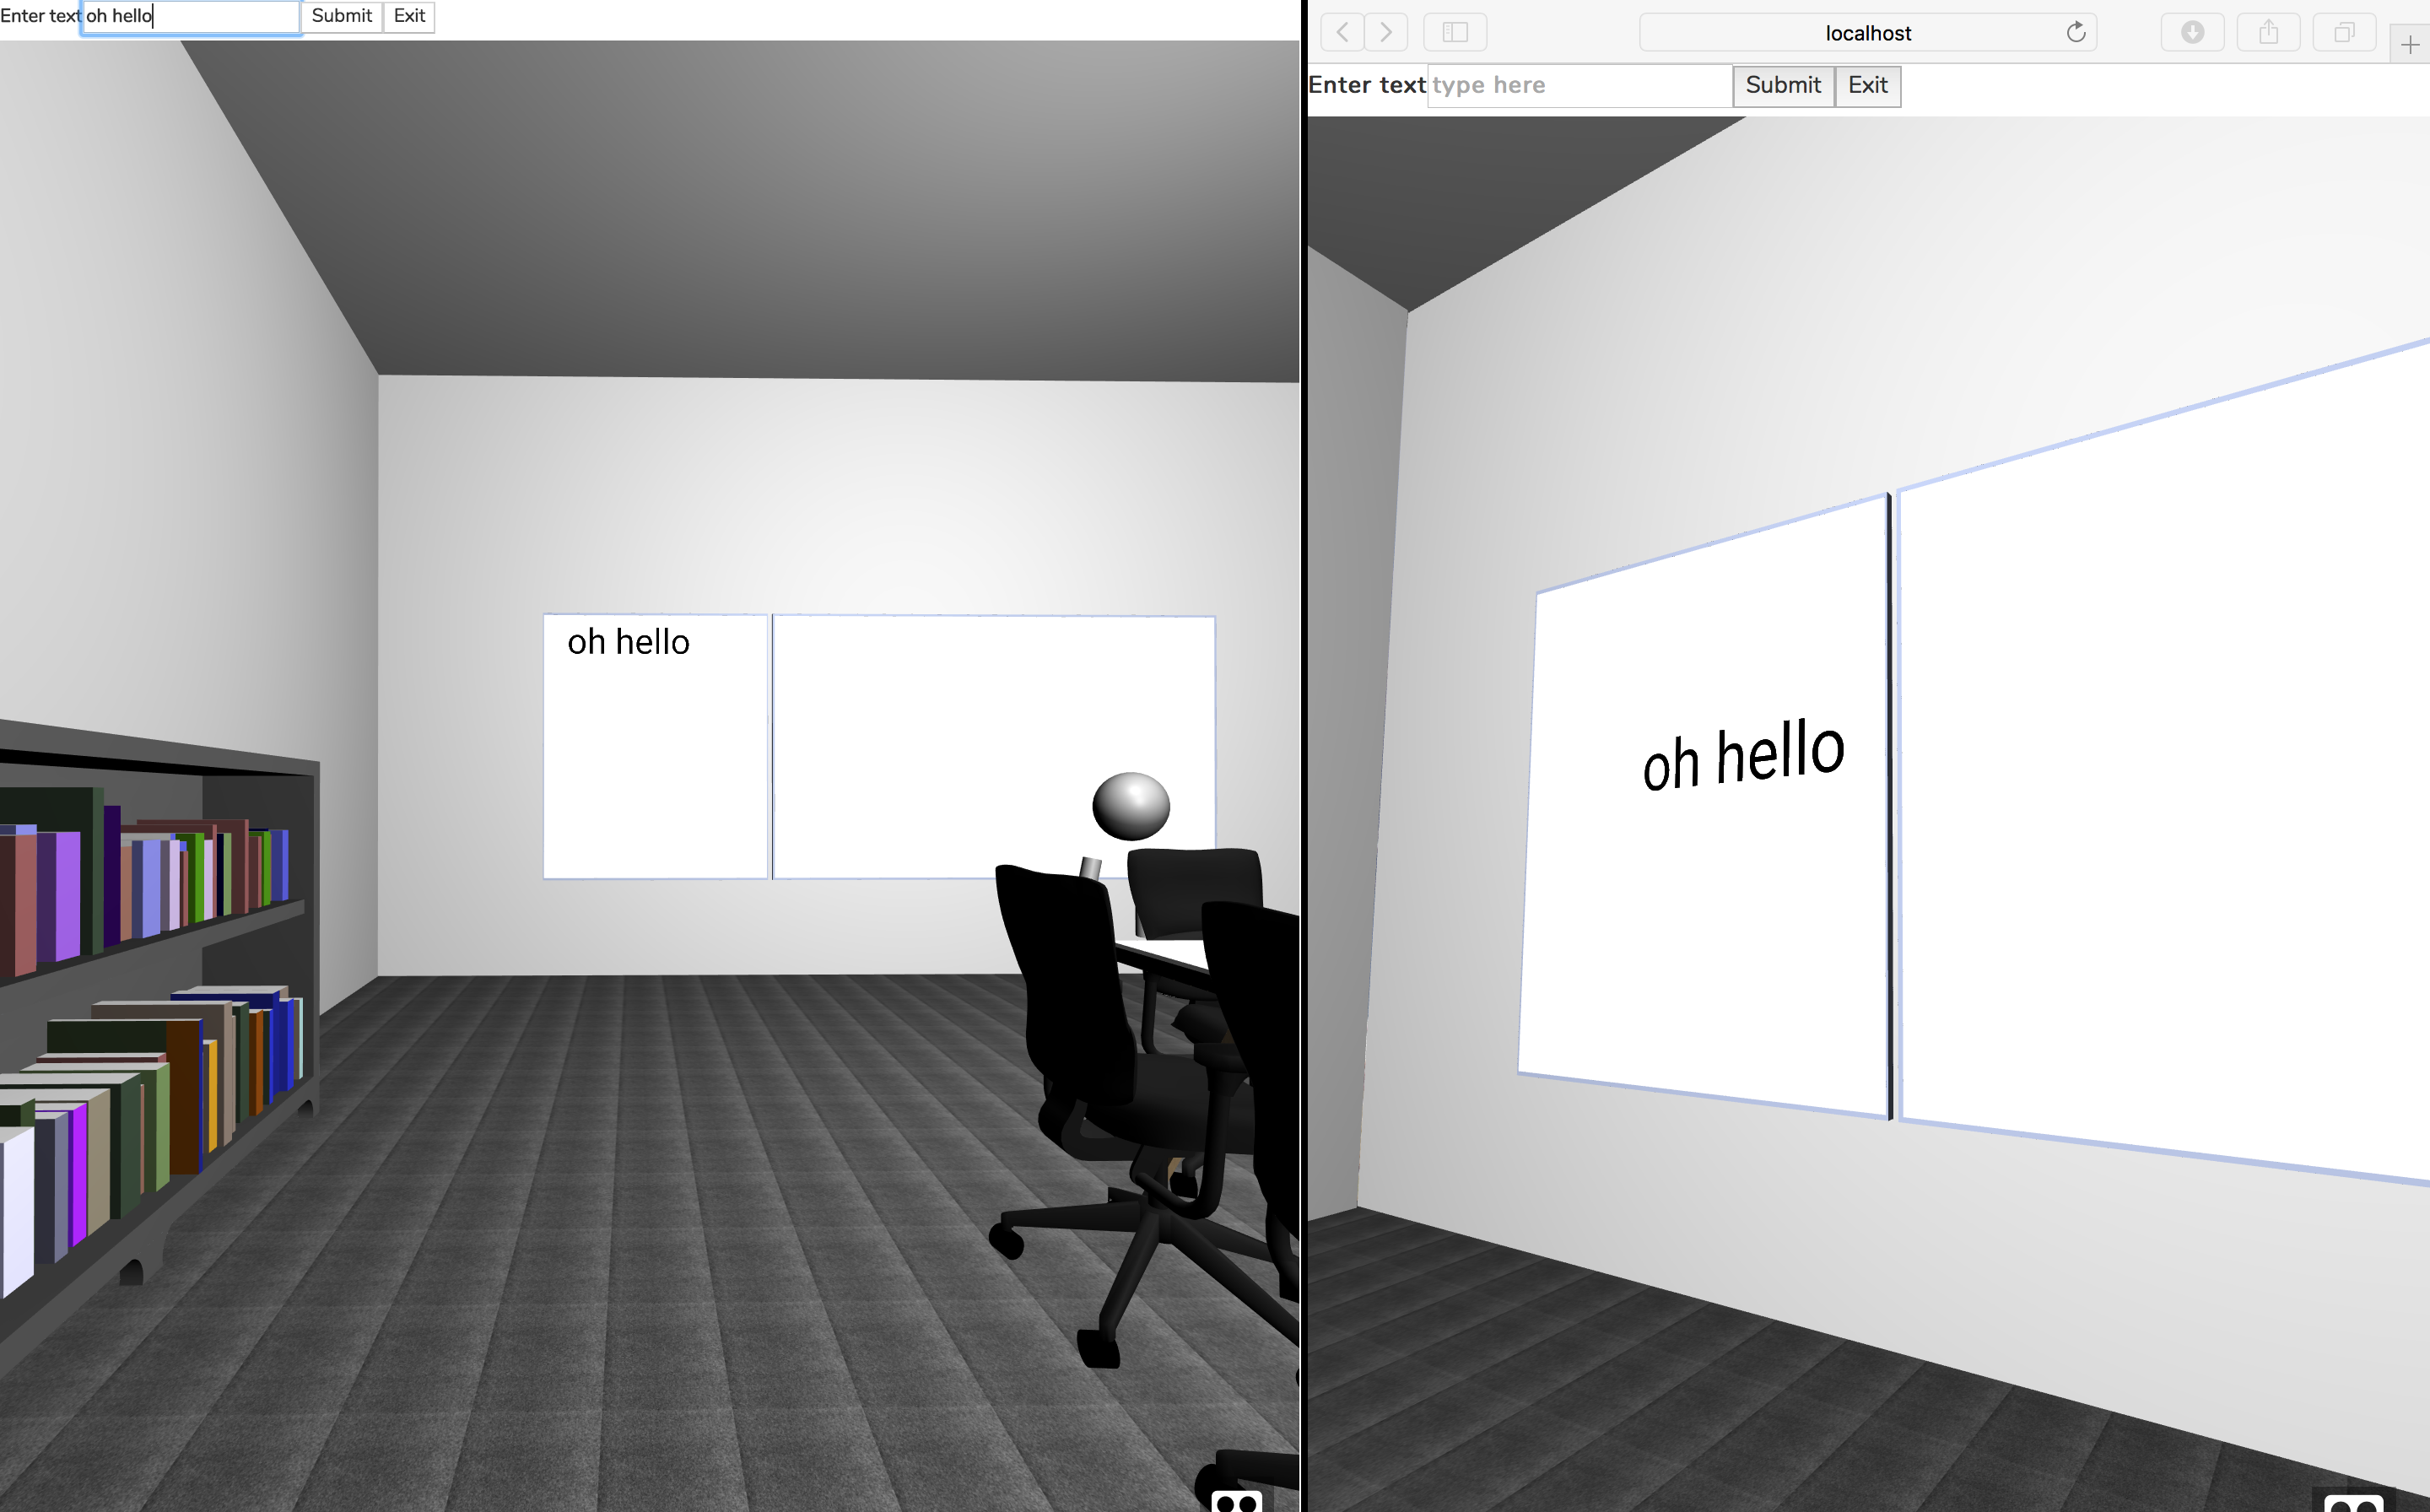 Enter text oh hello Submit Exit
oh hello
localhost
Enter text type here Submit Exit
oh hello